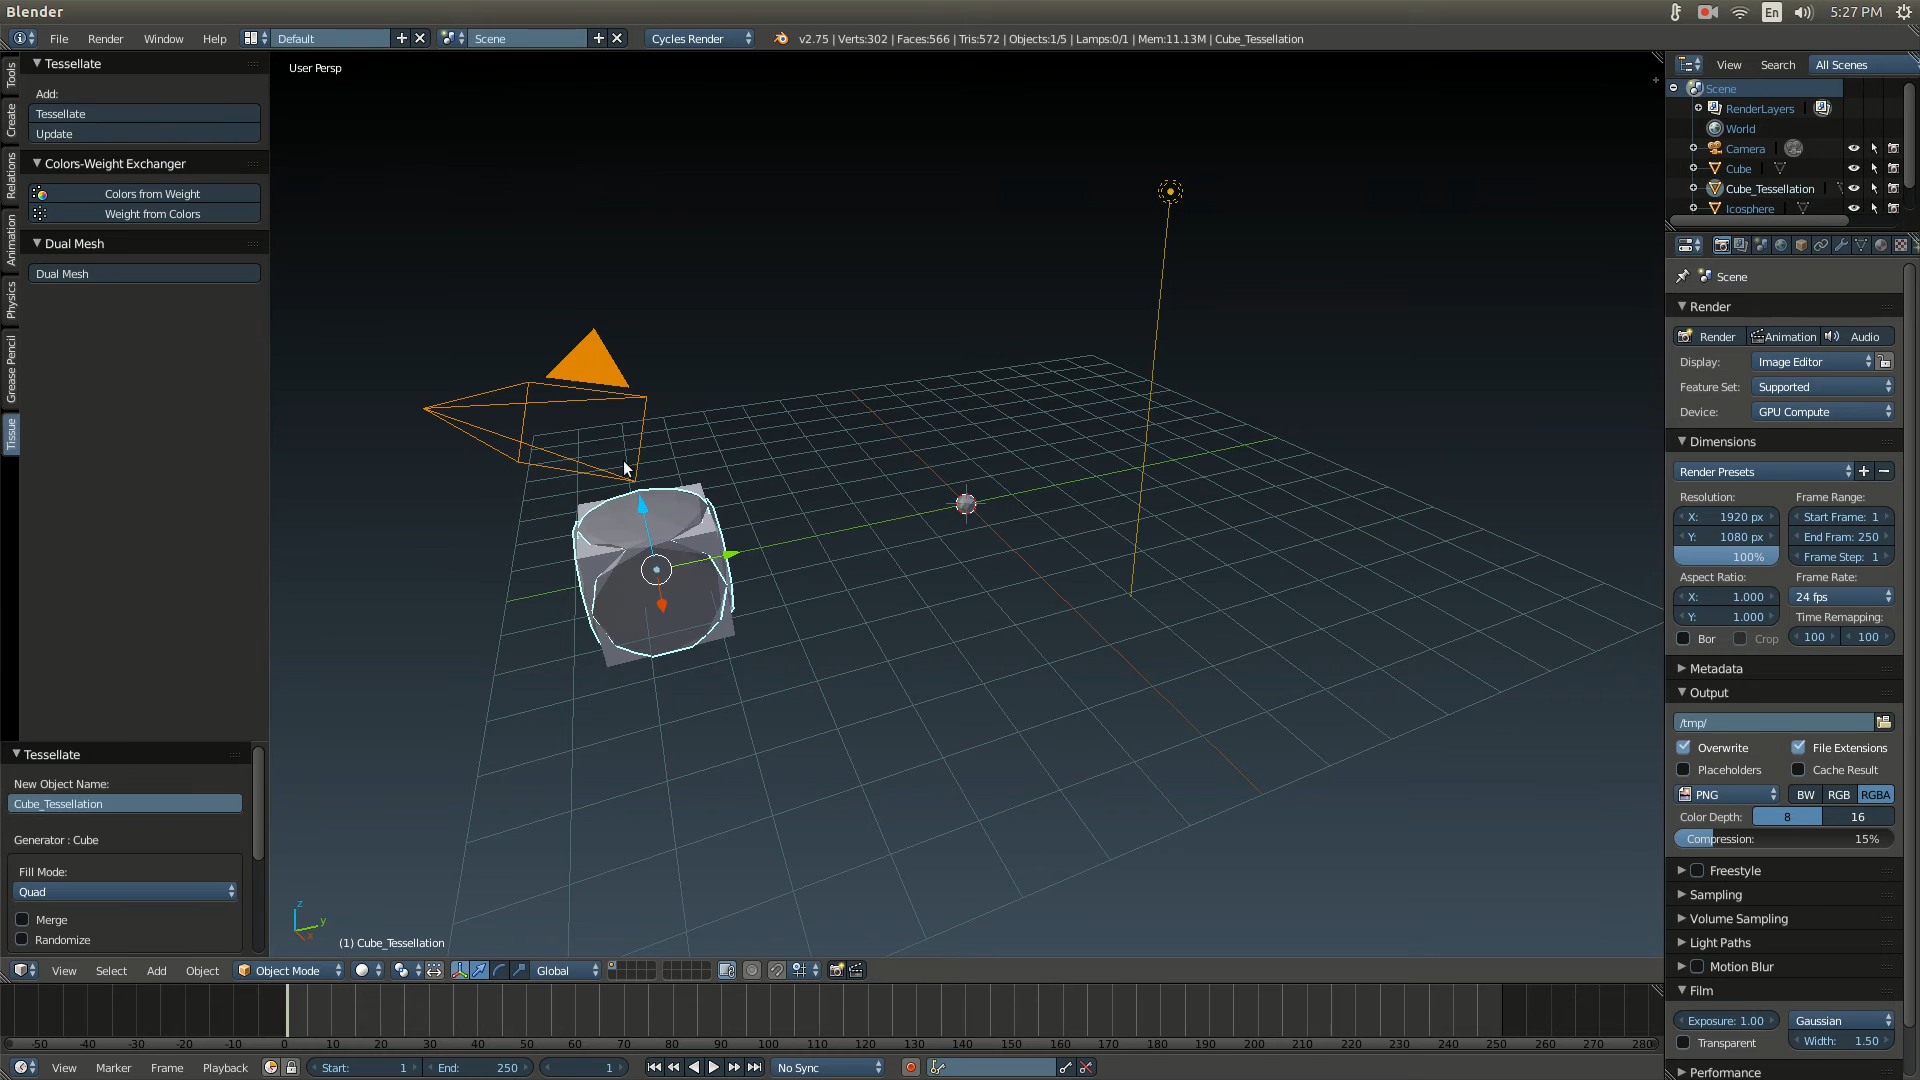 Blender
En
5:27 PM
File
Render
Window
Help
Default
Scene
Cycles Render
v2.75 | Verts:302 | Faces:566 | Tris:572 | Objects:1/5 | Lamps:0/1 | Mem:11.13M | Cube_Tessellation
Tools
Create
Relations
Animation
Physics
Grease Pencil
Tissue
Tessellate
Add:
Tessellate
Update
Colors-Weight Exchanger
Colors from Weight
Weight from Colors
Dual Mesh
Dual Mesh
Tessellate
New Object Name:
Cube_Tessellation
Generator : Cube
Fill Mode:
Quad
Merge
Randomize
User Persp
z
y
x
(1) Cube_Tessellation
View
Select
Add
Object
Object Mode
Global
-50 -40 -30 -20 -10 0 10 20 30 40 50 60 70 80 90 100 110 120 130 140 150 160 170 180 190 200 210 220 230 240 250 260 270 280
View
Marker
Frame
Playback
Start: 1
End: 250
1
No Sync
View
Search
All Scenes
Scene
RenderLayers
World
Camera
Cube
Cube_Tessellation
Icosphere
Scene
Render
Render
Animation
Audio
Display:
Image Editor
Feature Set:
Supported
Device:
GPU Compute
Dimensions
Render Presets
Resolution:
Frame Range:
X: 1920 px
Start Frame: 1
Y: 1080 px
End Fram: 250
100%
Frame Step: 1
Aspect Ratio:
Frame Rate:
X: 1.000
24 fps
Y: 1.000
Time Remapping:
Bor
Crop
100
100
Metadata
Output
/tmp/
Overwrite
File Extensions
Placeholders
Cache Result
PNG
BW
RGB
RGBA
Color Depth:
8
16
Compression: 15%
Freestyle
Sampling
Volume Sampling
Light Paths
Motion Blur
Film
Exposure: 1.00
Gaussian
Transparent
Width: 1.50
Performance